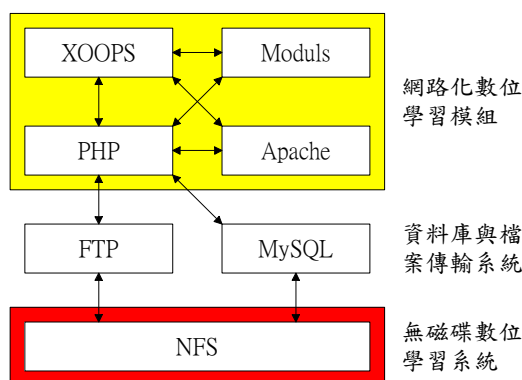 XOOPS
Moduls
網路化數位
學習模組
PHP
Apache
FTP
MySQL
資料庫與檔
案傳輸系統
NFS
無磁碟數位
學習系統